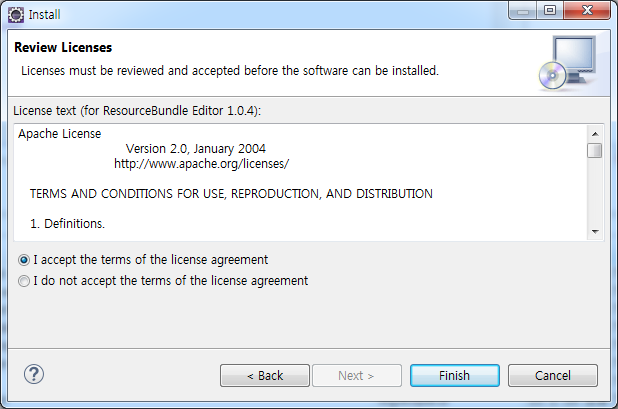 Install
Review Licenses
Licenses must be reviewed and accepted before the software can be installed.
License text (for ResourceBundle Editor 1.0.4):
Apache License
Version 2.0, January 2004
http://www.apache.org/licenses/
TERMS AND CONDITIONS FOR USE, REPRODUCTION, AND DISTRIBUTION
1. Definitions.
I accept the terms of the license agreement
I do not accept the terms of the license agreement
?
< Back
Next >
Finish
Cancel